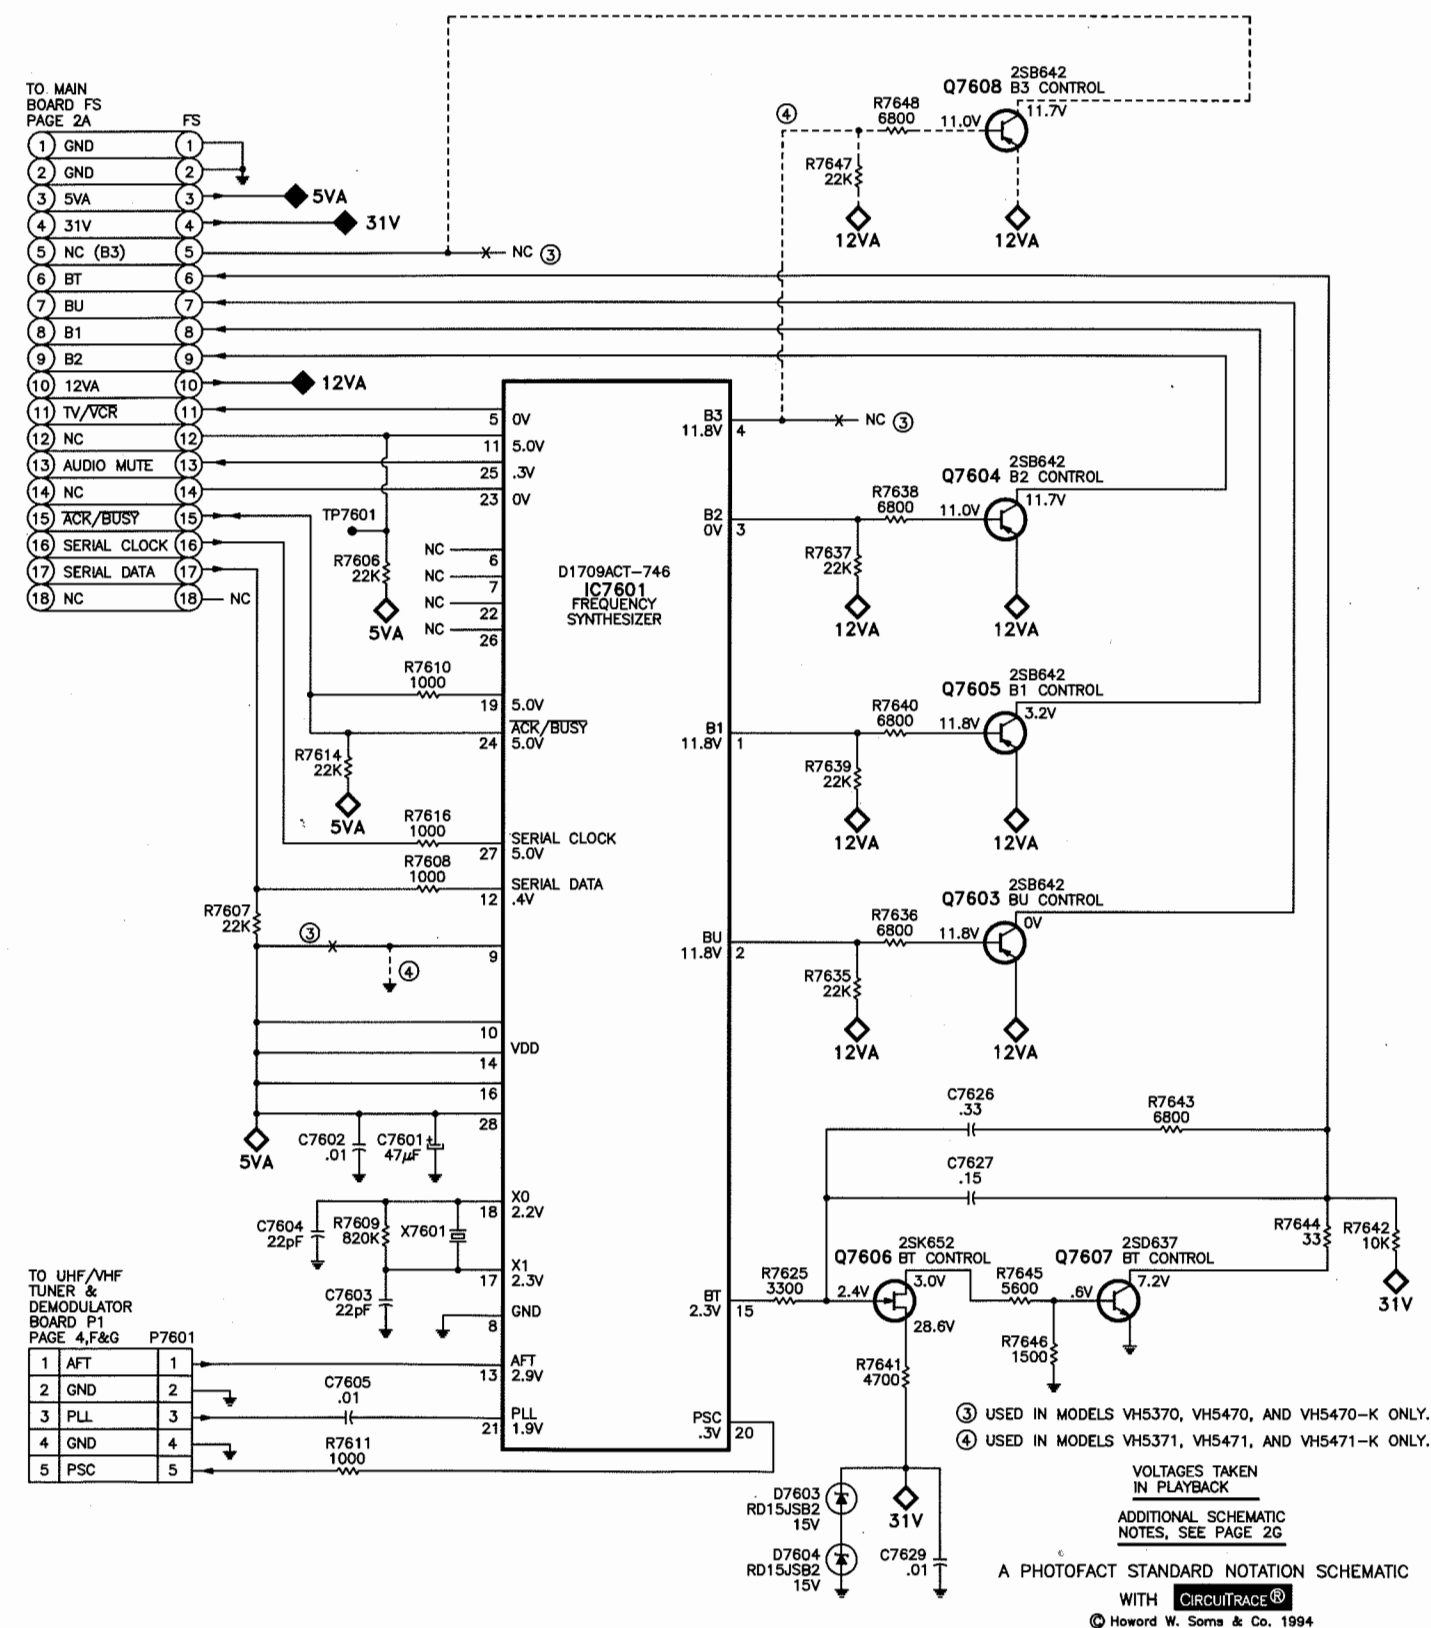 TO MAIN
BOARD FS
PAGE 2A
FS
1 GND 1
2 GND 2
3 5VA 3
5VA
4 31V 4
31V
5 NC (B3) 5
NC ③
6 BT 6
7 BU 7
8 B1 8
9 B2 9
10 12VA 10
12VA
11 TV/VCR 11
12 NC 12
13 AUDIO MUTE 13
14 NC 14
15 ACK/BUSY 15
16 SERIAL CLOCK 16
17 SERIAL DATA 17
18 NC 18
NC
④
R7648
6800
R7647
22K
12VA
11.0V
Q7608
2SB642
B3 CONTROL
11.7V
12VA
5 0V
11 5.0V
25 .3V
23 0V
TP7601
R7606
22K
5VA
NC 6
NC 7
NC 22
NC 26
D1709ACT-746
IC7601
FREQUENCY
SYNTHESIZER
R7610
1000
19 5.0V
ACK/BUSY
24 5.0V
R7614
22K
5VA
R7616
1000
SERIAL CLOCK
27 5.0V
R7608
1000
SERIAL DATA
12 .4V
R7607
22K
③
④
9
10
VDD
14
16
28
5VA
C7602
.01
C7601
47µF
+
X0
18 2.2V
C7604
22pF
R7609
820K
X7601
X1
17 2.3V
C7603
22pF
GND
8
AFT
13 2.9V
PLL
21 1.9V
B3
11.8V 4
NC ③
B2
0V 3
R7638
6800
R7637
22K
12VA
11.0V
Q7604
2SB642
B2 CONTROL
11.7V
12VA
B1
11.8V 1
R7640
6800
R7639
22K
12VA
11.8V
Q7605
2SB642
B1 CONTROL
3.2V
12VA
BU
11.8V 2
R7636
6800
R7635
22K
12VA
11.8V
Q7603
2SB642
BU CONTROL
0V
12VA
C7626
.33
R7643
6800
C7627
.15
R7644
33
R7642
10K
31V
BT
2.3V 15
R7625
3300
2.4V
Q7606
2SK652
BT CONTROL
3.0V
28.6V
R7645
5600
.6V
Q7607
2SD637
BT CONTROL
7.2V
R7646
1500
R7641
4700
PSC
.3V 20
D7603
RD15JSB2
15V
D7604
RD15JSB2
15V
31V
C7629
.01
TO UHF/VHF
TUNER &
DEMODULATOR
BOARD P1
PAGE 4,F&G
P7601
1 AFT 1
2 GND 2
3 PLL 3
4 GND 4
5 PSC 5
C7605
.01
R7611
1000
③ USED IN MODELS VH5370, VH5470, AND VH5470-K ONLY.
④ USED IN MODELS VH5371, VH5471, AND VH5471-K ONLY.
VOLTAGES TAKEN
IN PLAYBACK
ADDITIONAL SCHEMATIC
NOTES, SEE PAGE 2G
A PHOTOFACT STANDARD NOTATION SCHEMATIC
WITH CIRCUITRACE®
© Howard W. Sams & Co. 1994